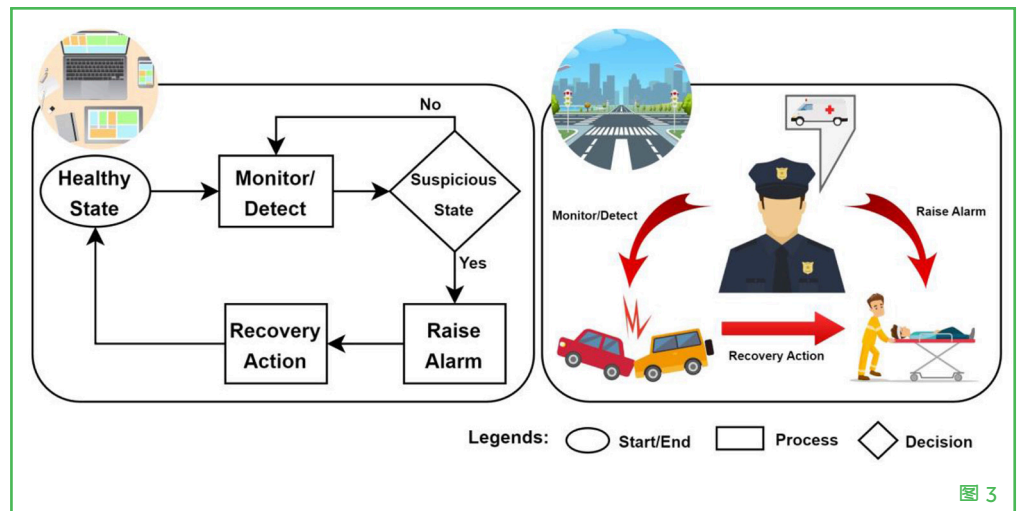 No
Healthy
State
Monitor/
Detect
Suspicious
State
Yes
Recovery
Action
Raise
Alarm
Monitor/Detect
Raise Alarm
Recovery Action
Legends:
Start/End
Process
Decision
图 3